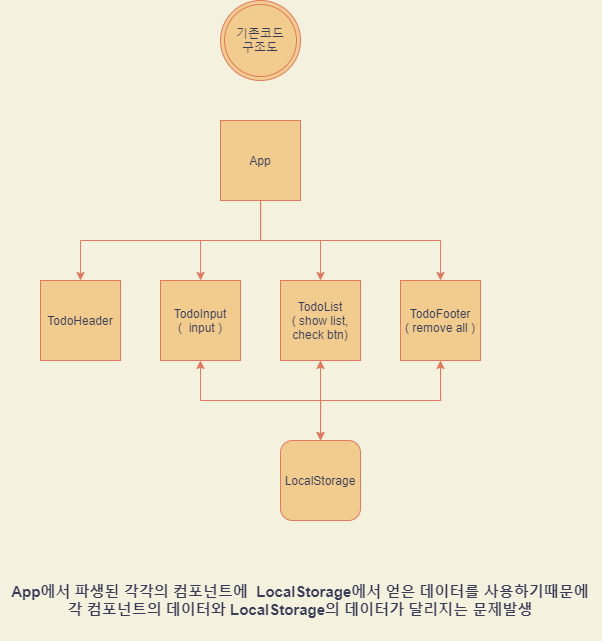 기존코드
구조도
App
TodoHeader
TodoInput
( input )
TodoList
( show list,
check btn)
TodoFooter
( remove all )
LocalStorage
App에서 파생된 각각의 컴포넌트에 LocalStorage에서 얻은 데이터를 사용하기때문에
각 컴포넌트의 데이터와 LocalStorage의 데이터가 달리지는 문제발생